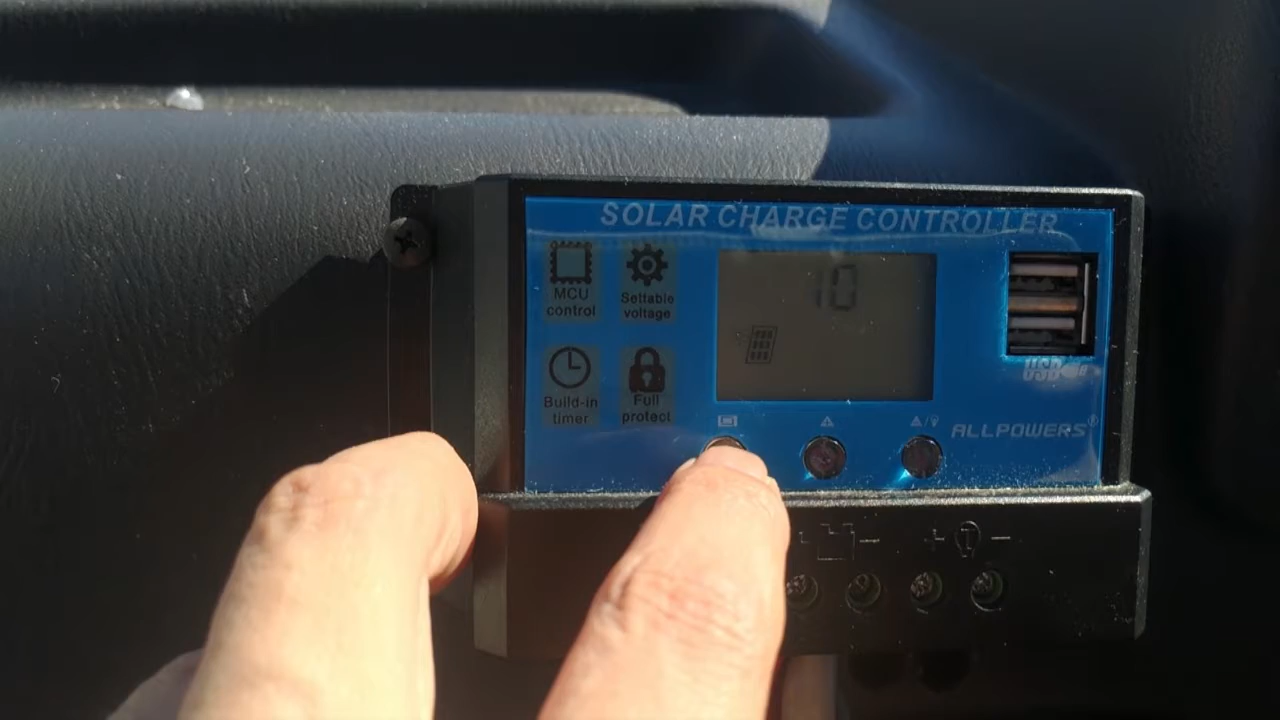 SOLAR CHARGE CONTROLLER
MCU
control
Settable
voltage
10
Build-in
timer
Full
protect
USB
ALLPOWERS®
+ -